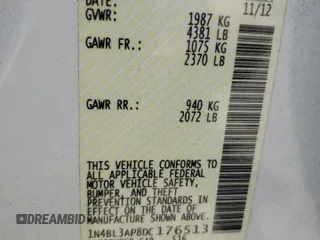 DATE: 11/12
GVWR: 1987 KG
4381 LB
GAWR FR.: 1075 KG
2370 LB
GAWR RR.: 940 KG
2072 LB
THIS VEHICLE CONFORMS TO
ALL APPLICABLE FEDERAL
MOTOR VEHICLE SAFETY,
BUMPER, AND THEFT
PREVENTION STANDARDS IN
EFFECT ON THE DATE OF
MANUFACTURE SHOWN ABOVE.
1N4BL3AP8DC176513
DREAMBID